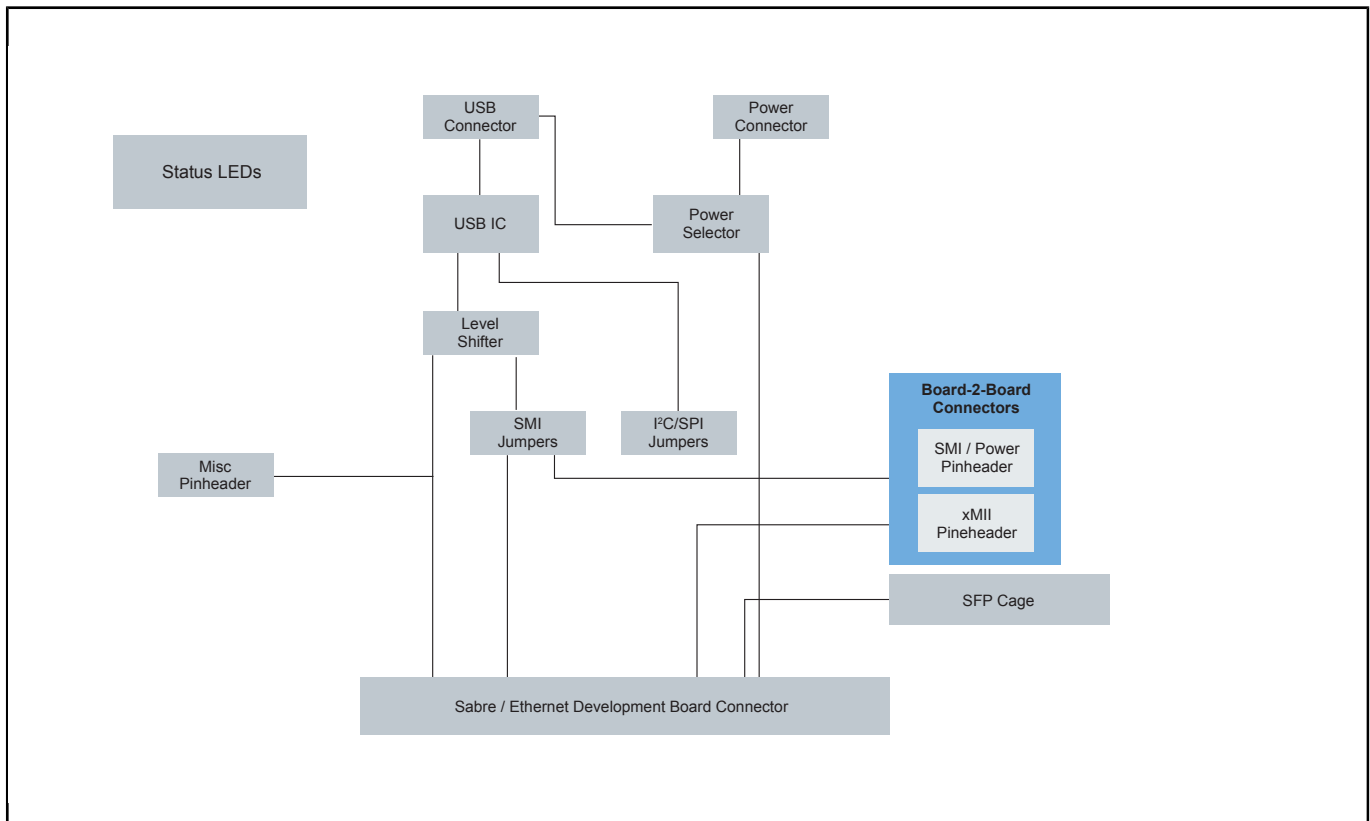 USB
Connector
Power
Connector
Status LEDs
USB IC
Power
Selector
Level
Shifter
Board-2-Board
Connectors
SMI
Jumpers
I²C/SPI
Jumpers
SMI / Power
Pinheader
Misc
Pinheader
xMII
Pineheader
SFP Cage
Sabre / Ethernet Development Board Connector